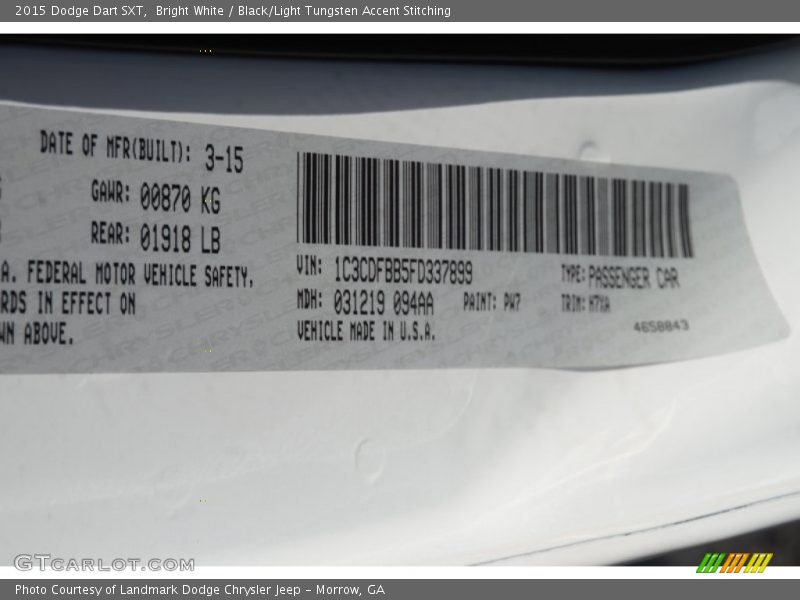 2015 Dodge Dart SXT, Bright White / Black/Light Tungsten Accent Stitching
DATE OF MFR(BUILT): 3-15
GAWR: 00870 KG
REAR: 01918 LB
A. FEDERAL MOTOR VEHICLE SAFETY,
RDS IN EFFECT ON
WN ABOVE.
VIN: 1C3CDFBB5FD337899
TYPE: PASSENGER CAR
MDH: 031219 094AA
PAINT: PW7
TRIM: H7XA
VEHICLE MADE IN U.S.A.
4658843
GTCARLOT.COM
Photo Courtesy of Landmark Dodge Chrysler Jeep – Morrow, GA